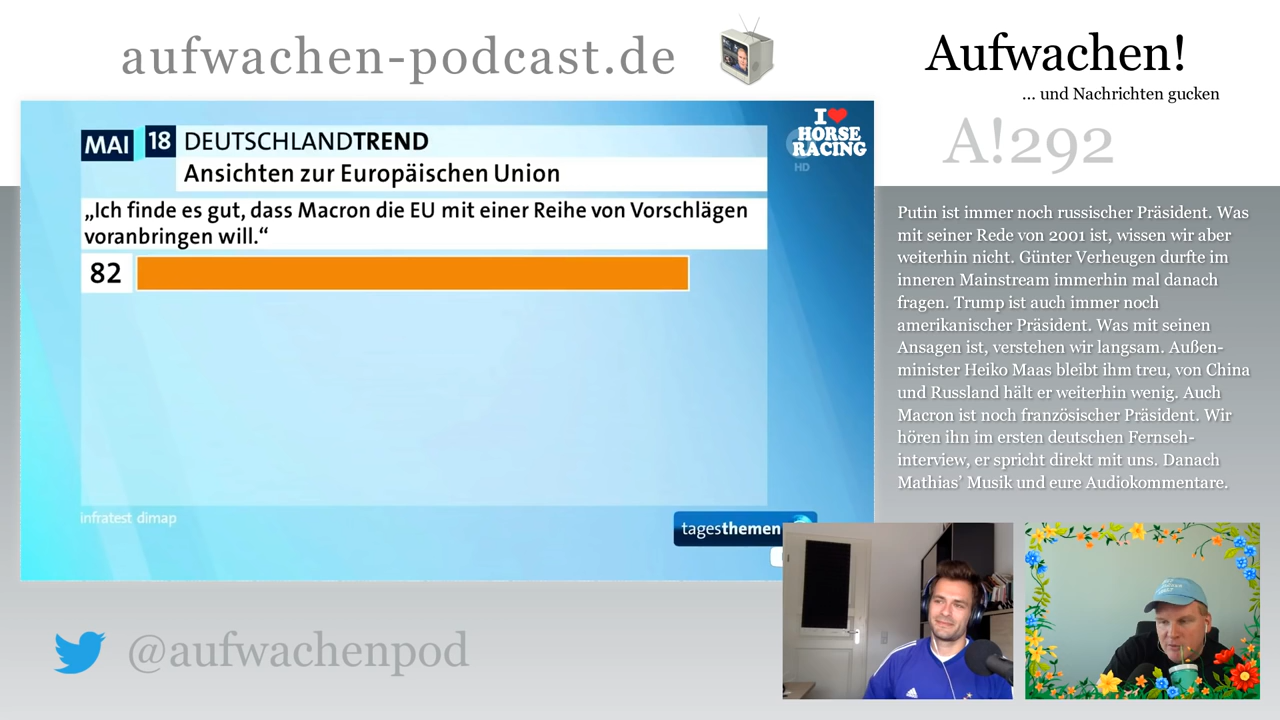 aufwachen-podcast.de
Aufwachen!
... und Nachrichten gucken
A!292
MAI 18 DEUTSCHLANDTREND
Ansichten zur Europäischen Union
„Ich finde es gut, dass Macron die EU mit einer Reihe von Vorschlägen
voranbringen will.“
82
I
HORSE
RACING
HD
infratest dimap
tagesthemen
Putin ist immer noch russischer Präsident. Was
mit seiner Rede von 2001 ist, wissen wir aber
weiterhin nicht. Günter Verheugen durfte im
inneren Mainstream immerhin mal danach
fragen. Trump ist auch immer noch
amerikanischer Präsident. Was mit seinen
Ansagen ist, verstehen wir langsam. Außen-
minister Heiko Maas bleibt ihm treu, von China
und Russland hält er weiterhin wenig. Auch
Macron ist noch französischer Präsident. Wir
hören ihn im ersten deutschen Fernseh-
interview, er spricht direkt mit uns. Danach
Mathias’ Musik und eure Audiokommentare.
@aufwachenpod